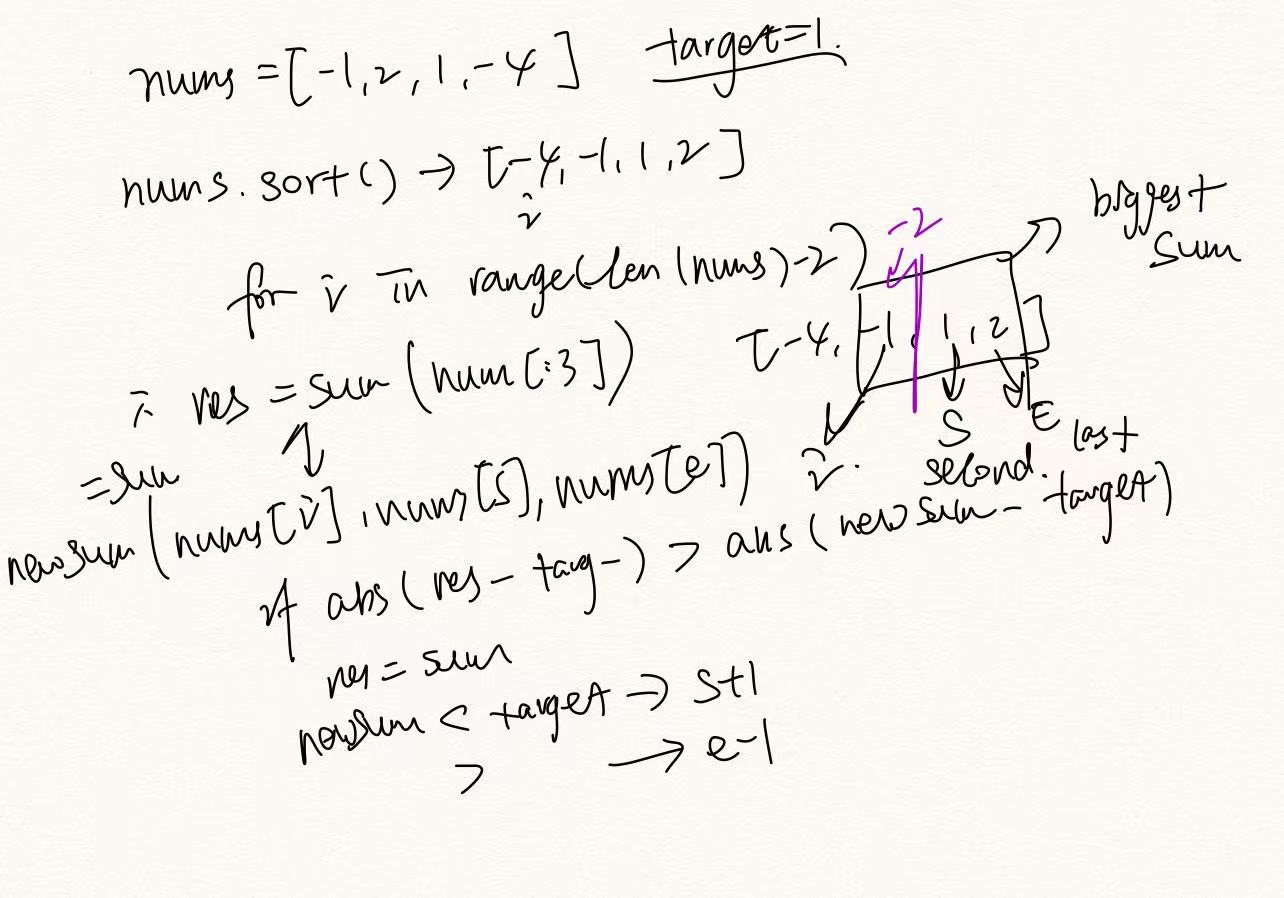 nums = [-1, 2, 1, -4] target=1.
nums.sort() → [-4, -1, 1, 2]
i
for i in range(len(nums)-2)
-2
biggest
sum
[-4, -1, 1, 2]
res = sum(num[:3])
i.
S
second.
E
last
=sum
newsum(nums[i], nums[s], nums[e])
if abs(res - targ-) > abs(newsum - target)
res = sum
newsum < target → s+1
> → e-1